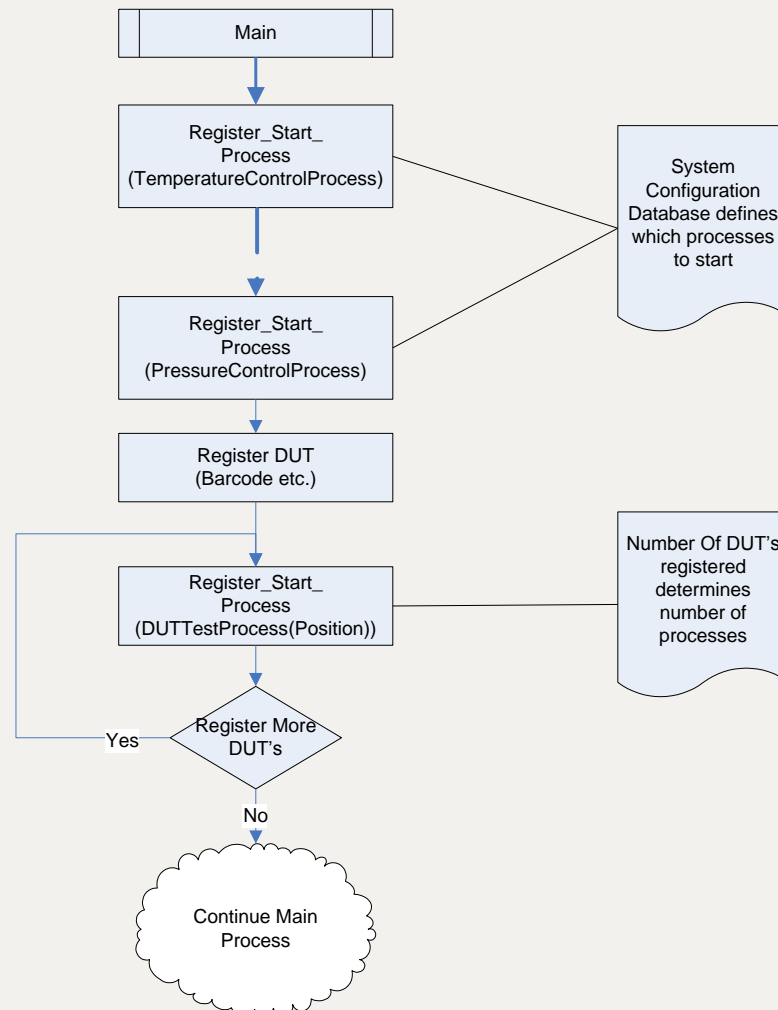 Main
Register_Start_
Process
(TemperatureControlProcess)
System
Configuration
Database defines
which processes
to start
Register_Start_
Process
(PressureControlProcess)
Register DUT
(Barcode etc.)
Number Of DUT's
registered
determines
number of
processes
Register_Start_
Process
(DUTTestProcess(Position))
Register More
DUT's
Yes
No
Continue Main
Process